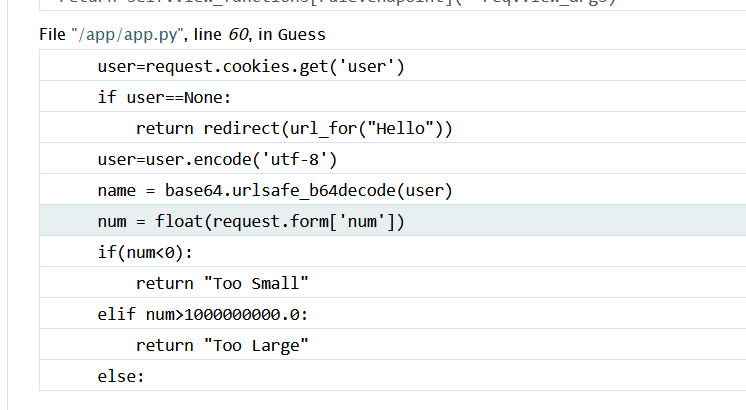 File "/app/app.py", line 60, in Guess
user=request.cookies.get('user')
if user==None:
return redirect(url_for("Hello"))
user=user.encode('utf-8')
name = base64.urlsafe_b64decode(user)
num = float(request.form['num'])
if(num<0):
return "Too Small"
elif num>1000000000.0:
return "Too Large"
else: